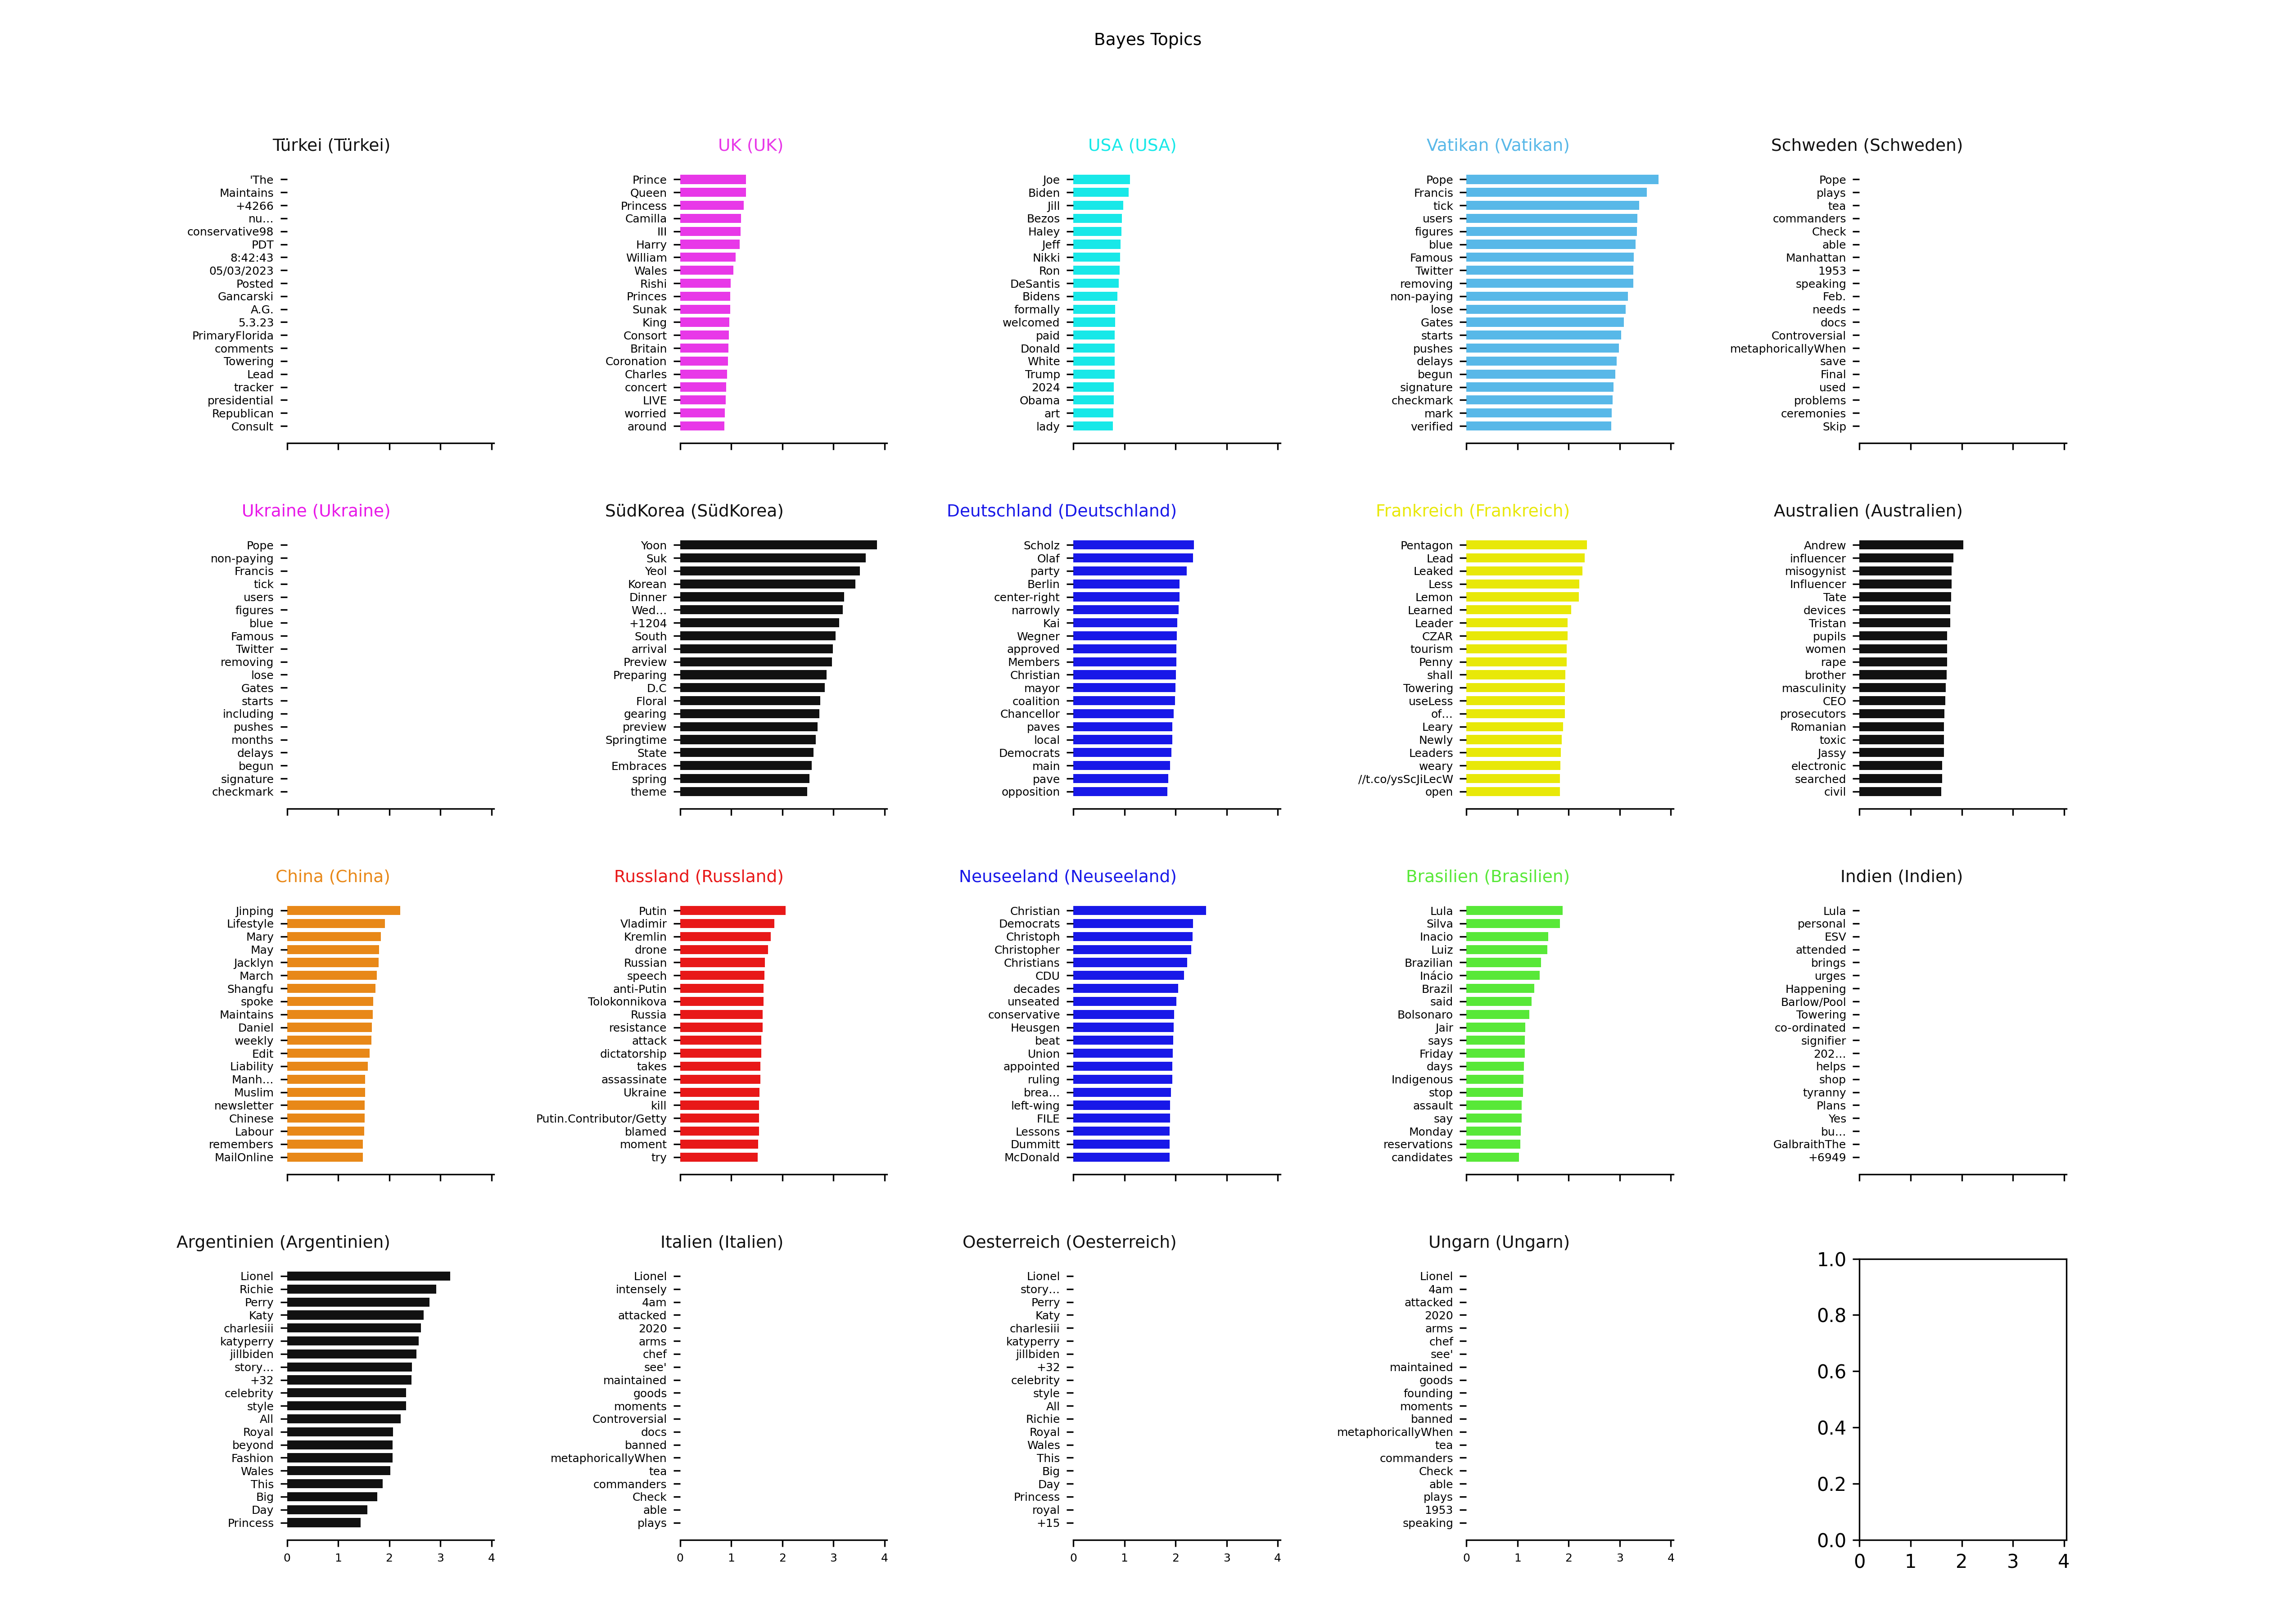 Bayes Topics
Türkei (Türkei)
'The
Maintains
+4266
nu...
conservative98
PDT
8:42:43
05/03/2023
Posted
Gancarski
A.G.
5.3.23
PrimaryFlorida
comments
Towering
Lead
tracker
presidential
Republican
Consult
UK (UK)
Prince
Queen
Princess
Camilla
III
Harry
William
Wales
Rishi
Princes
Sunak
King
Consort
Britain
Coronation
Charles
concert
LIVE
worried
around
USA (USA)
Joe
Biden
Jill
Bezos
Haley
Jeff
Nikki
Ron
DeSantis
Bidens
formally
welcomed
paid
Donald
White
Trump
2024
Obama
art
lady
Vatikan (Vatikan)
Pope
Francis
tick
users
figures
blue
Famous
Twitter
removing
non-paying
lose
Gates
starts
pushes
delays
begun
signature
checkmark
mark
verified
Schweden (Schweden)
Pope
plays
tea
commanders
Check
able
Manhattan
1953
speaking
Feb.
needs
docs
Controversial
metaphoricallyWhen
save
Final
used
problems
ceremonies
Skip
Ukraine (Ukraine)
Pope
non-paying
Francis
tick
users
figures
blue
Famous
Twitter
removing
lose
Gates
starts
including
pushes
months
delays
begun
signature
checkmark
SüdKorea (SüdKorea)
Yoon
Suk
Yeol
Korean
Dinner
Wed...
+1204
South
arrival
Preview
Preparing
D.C
Floral
gearing
preview
Springtime
State
Embraces
spring
theme
Deutschland (Deutschland)
Scholz
Olaf
party
Berlin
center-right
narrowly
Kai
Wegner
approved
Members
Christian
mayor
coalition
Chancellor
paves
local
Democrats
main
pave
opposition
Frankreich (Frankreich)
Pentagon
Lead
Leaked
Less
Lemon
Learned
Leader
CZAR
tourism
Penny
shall
Towering
useLess
of...
Leary
Newly
Leaders
weary
//t.co/ysScJiLecW
open
Australien (Australien)
Andrew
influencer
misogynist
Influencer
Tate
devices
Tristan
pupils
women
rape
brother
masculinity
CEO
prosecutors
Romanian
toxic
Jassy
electronic
searched
civil
China (China)
Jinping
Lifestyle
Mary
May
Jacklyn
March
Shangfu
spoke
Maintains
Daniel
weekly
Edit
Liability
Manh...
Muslim
newsletter
Chinese
Labour
remembers
MailOnline
Russland (Russland)
Putin
Vladimir
Kremlin
drone
Russian
speech
anti-Putin
Tolokonnikova
Russia
resistance
attack
dictatorship
takes
assassinate
Ukraine
kill
Putin.Contributor/Getty
blamed
moment
try
Neuseeland (Neuseeland)
Christian
Democrats
Christoph
Christopher
Christians
CDU
decades
unseated
conservative
Heusgen
beat
Union
appointed
ruling
brea...
left-wing
FILE
Lessons
Dummitt
McDonald
Brasilien (Brasilien)
Lula
Silva
Inacio
Luiz
Brazilian
Inácio
Brazil
said
Bolsonaro
Jair
says
Friday
days
Indigenous
stop
assault
say
Monday
reservations
candidates
Indien (Indien)
Lula
personal
ESV
attended
brings
urges
Happening
Barlow/Pool
Towering
co-ordinated
signifier
202...
helps
shop
tyranny
Plans
Yes
bu...
GalbraithThe
+6949
Argentinien (Argentinien)
Lionel
Richie
Perry
Katy
charlesiii
katyperry
jillbiden
story...
+32
celebrity
style
All
Royal
beyond
Fashion
Wales
This
Big
Day
Princess
0 1 2 3 4
Italien (Italien)
Lionel
intensely
4am
attacked
2020
arms
chef
see'
maintained
goods
moments
Controversial
docs
banned
metaphoricallyWhen
tea
commanders
Check
able
plays
0 1 2 3 4
Oesterreich (Oesterreich)
Lionel
story...
Perry
Katy
charlesiii
katyperry
jillbiden
+32
celebrity
style
All
Richie
Royal
Wales
This
Big
Day
Princess
royal
+15
0 1 2 3 4
Ungarn (Ungarn)
Lionel
4am
attacked
2020
arms
chef
see'
maintained
goods
founding
moments
banned
metaphoricallyWhen
tea
commanders
Check
able
plays
1953
speaking
0 1 2 3 4
1.0
0.8
0.6
0.4
0.2
0.0
0 1 2 3 4